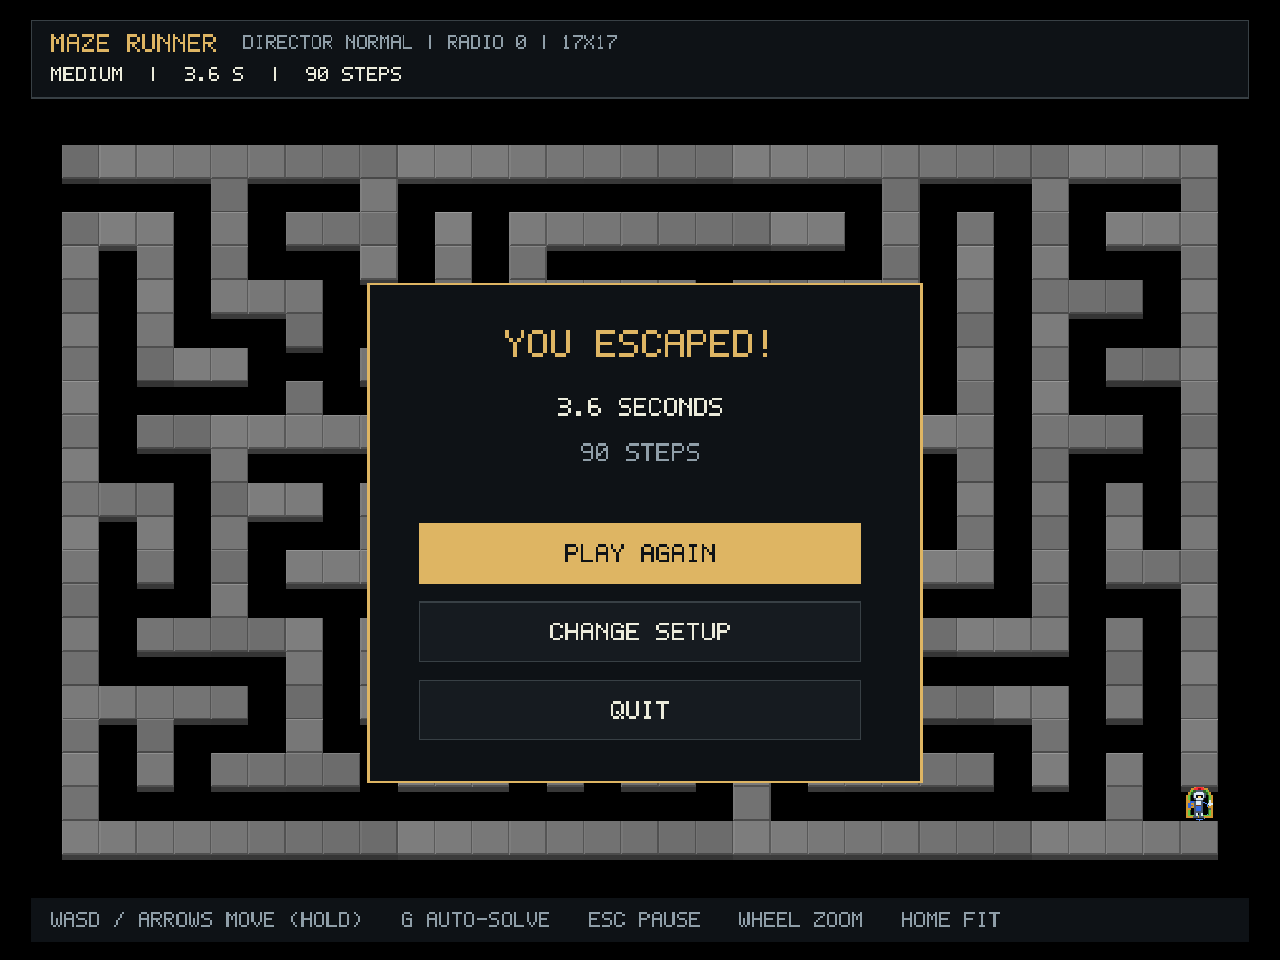 MAZE RUNNER DIRECTOR NORMAL | RADIO 0 | 17X17
MEDIUM | 3.6 S | 90 STEPS
YOU ESCAPED!
3.6 SECONDS
90 STEPS
PLAY AGAIN
CHANGE SETUP
QUIT
WASD / ARROWS MOVE (HOLD) G AUTO-SOLVE ESC PAUSE WHEEL ZOOM HOME FIT